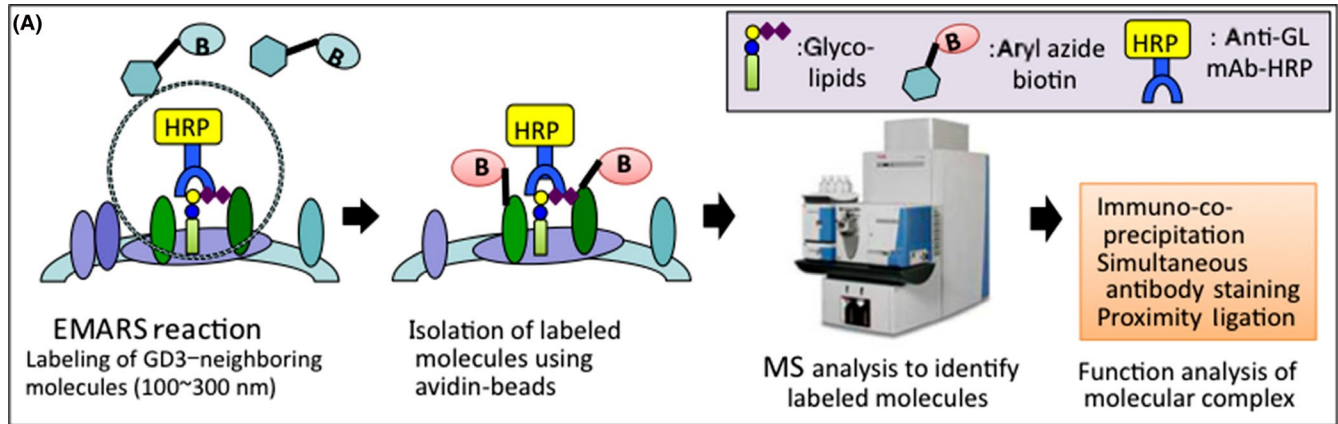 (A)
B
B
HRP
EMARS reaction
Labeling of GD3−neighboring
molecules (100~300 nm)
HRP
B
B
Isolation of labeled
molecules using
avidin-beads
:Glyco-
lipids
B
:Aryl azide
biotin
HRP
: Anti-GL
mAb-HRP
MS analysis to identify
labeled molecules
Immuno-co-
precipitation
Simultaneous
antibody staining
Proximity ligation
Function analysis of
molecular complex